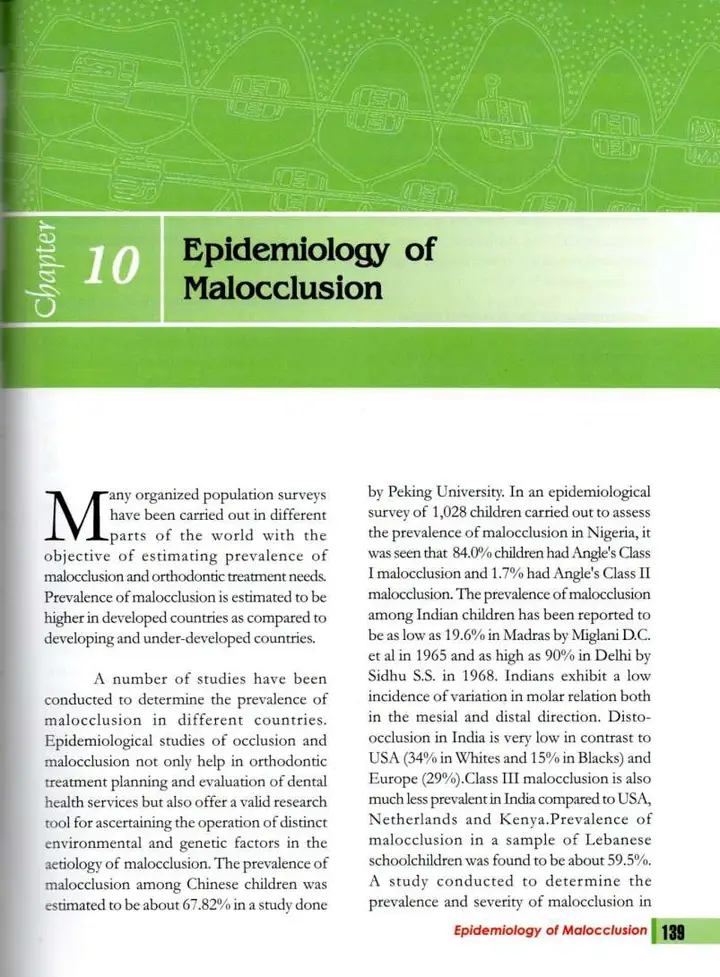 Chapter
10
Epidemiology of
Malocclusion
Many organized population surveys
have been carried out in different
parts of the world with the
objective of estimating prevalence of
malocclusion and orthodontic treatment needs.
Prevalence of malocclusion is estimated to be
higher in developed countries as compared to
developing and under-developed countries.
A number of studies have been
conducted to determine the prevalence of
malocclusion in different countries.
Epidemiological studies of occlusion and
malocclusion not only help in orthodontic
treatment planning and evaluation of dental
health services but also offer a valid research
tool for ascertaining the operation of distinct
environmental and genetic factors in the
aetiology of malocclusion. The prevalence of
malocclusion among Chinese children was
estimated to be about 67.82% in a study done
by Peking University. In an epidemiological
survey of 1,028 children carried out to assess
the prevalence of malocclusion in Nigeria, it
was seen that 84.0% children had Angle's Class
I malocclusion and 1.7% had Angle's Class II
malocclusion. The prevalence of malocclusion
among Indian children has been reported to
be as low as 19.6% in Madras by Miglani D.C.
et al in 1965 and as high as 90% in Delhi by
Sidhu S.S. in 1968. Indians exhibit a low
incidence of variation in molar relation both
in the mesial and distal direction. Disto-
occlusion in India is very low in contrast to
USA (34% in Whites and 15% in Blacks) and
Europe (29%).Class III malocclusion is also
much less prevalent in India compared to USA,
Netherlands and Kenya.Prevalence of
malocclusion in a sample of Lebanese
schoolchildren was found to be about 59.5%.
A study conducted to determine the
prevalence and severity of malocclusion in
Epidemiology of Malocclusion 139